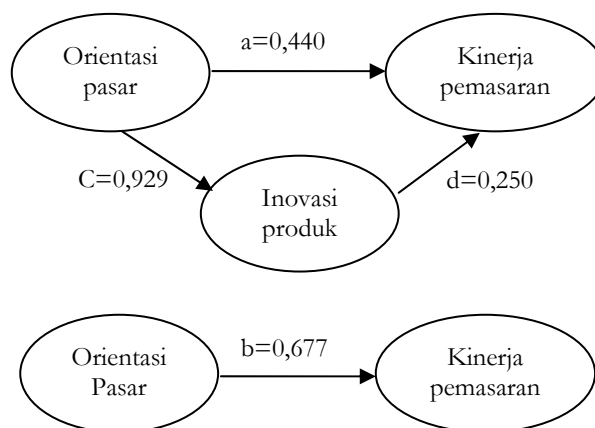 Orientasi
pasar
a=0,440
Kinerja
pemasaran
C=0,929
Inovasi
produk
d=0,250
Orientasi
Pasar
b=0,677
Kinerja
pemasaran